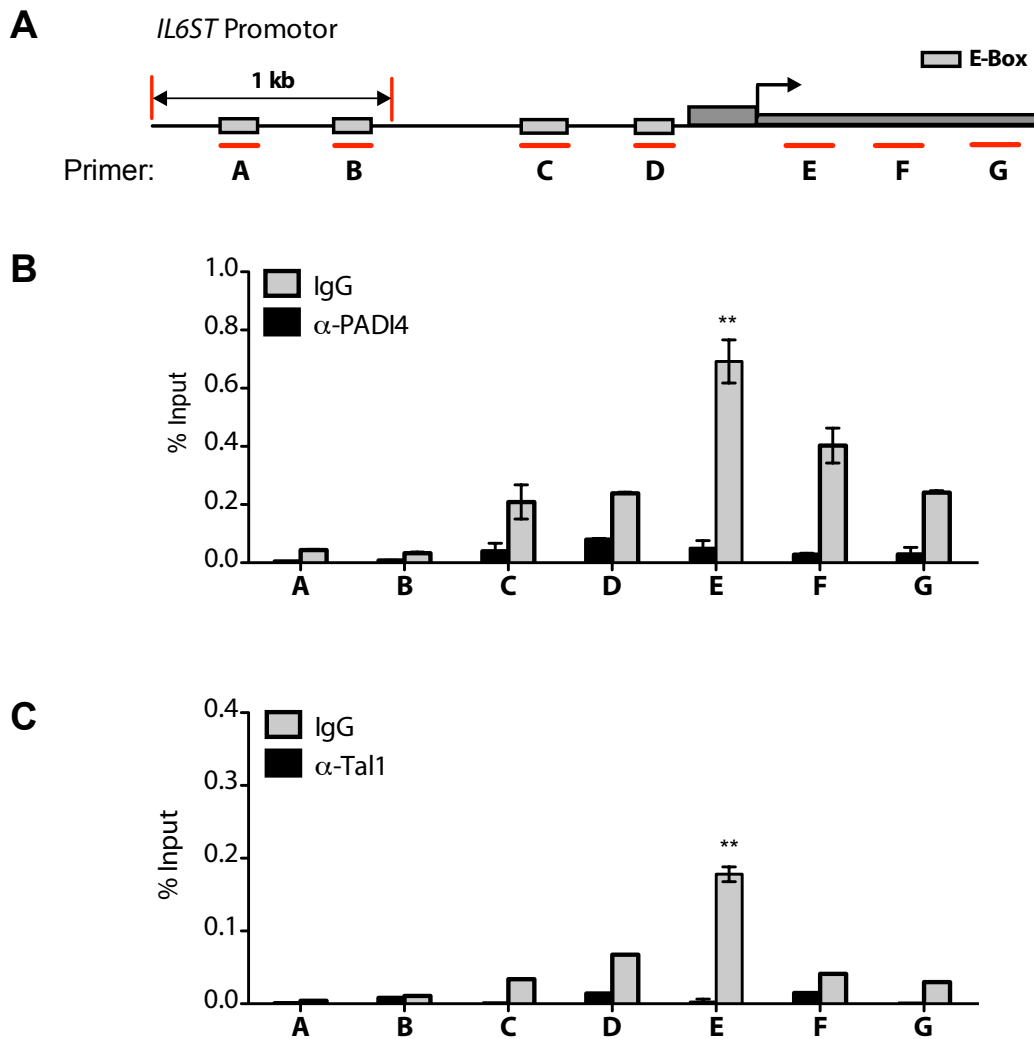 A
IL6ST Promotor
1 kb
E-Box
Primer:
A B C D E F G
B
IgG
α-PADI4
% Input
1.0
0.8
0.6
0.4
0.2
0.0
**
A B C D E F G
C
IgG
α-Tal1
% Input
0.4
0.3
0.2
0.1
0.0
**
A B C D E F G